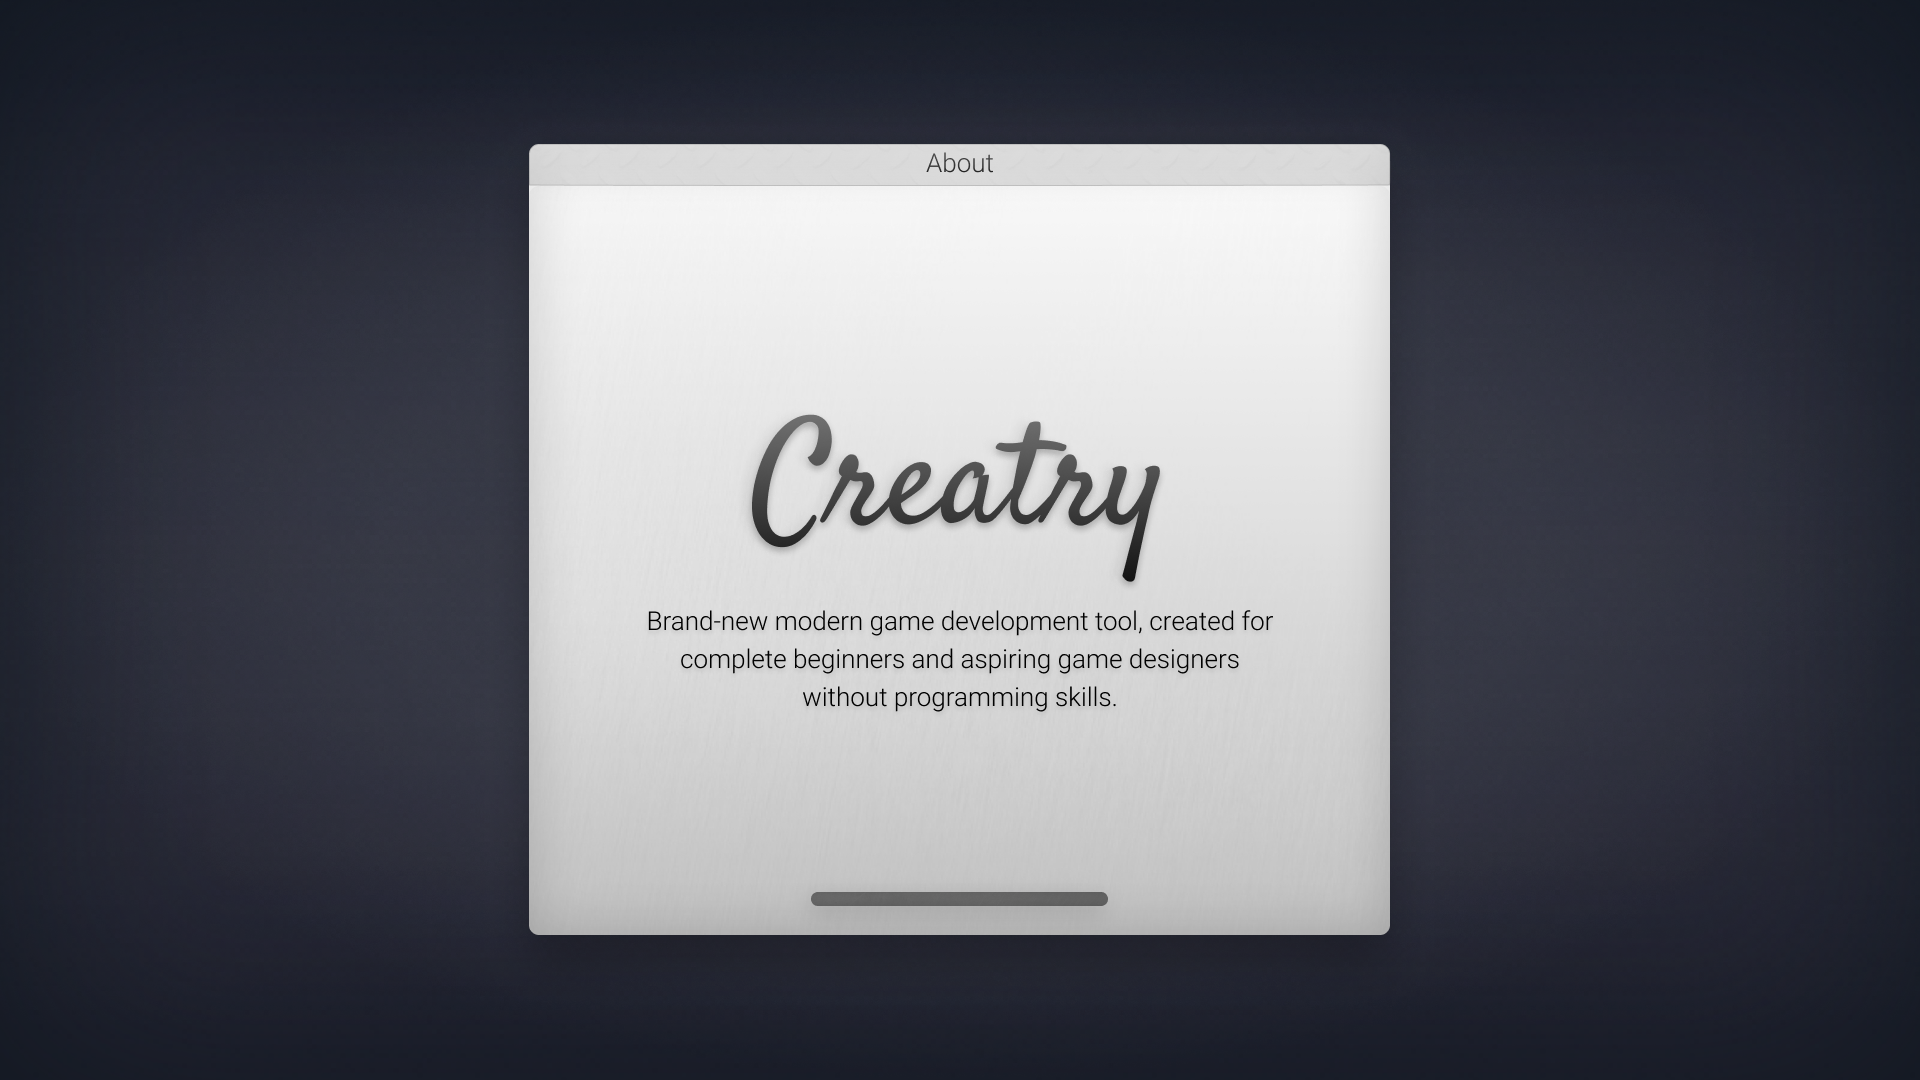 About
Creatry
Brand-new modern game development tool, created for
complete beginners and aspiring game designers
without programming skills.